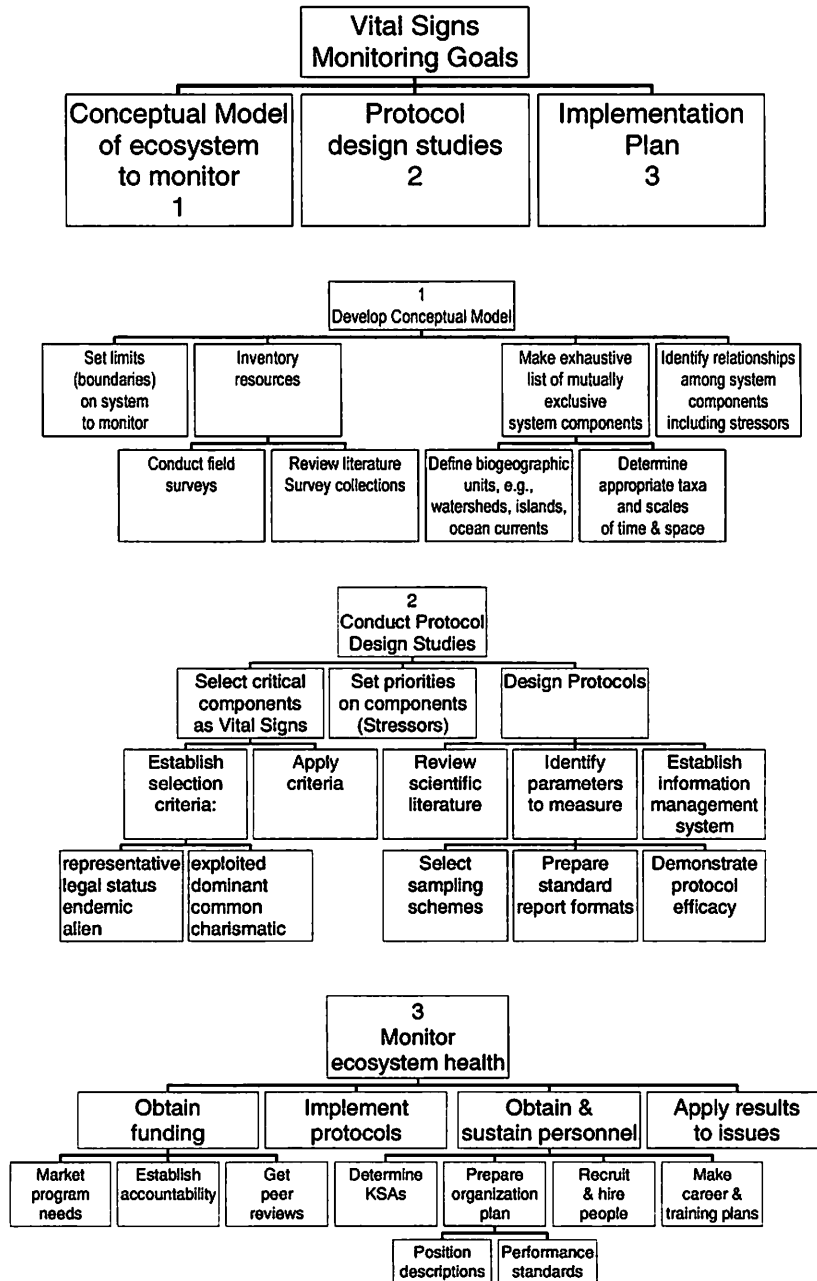 Vital Signs
Monitoring Goals
Conceptual Model
of ecosystem
to monitor
1
Protocol
design studies
2
Implementation
Plan
3
1
Develop Conceptual Model
Set limits
(boundaries)
on system
to monitor
Inventory
resources
Make exhaustive
list of mutually
exclusive
system components
Identify relationships
among system
components
including stressors
Conduct field
surveys
Review literature
Survey collections
Define biogeographic
units, e.g.,
watersheds, islands,
ocean currents
Determine
appropriate taxa
and scales
of time & space
2
Conduct Protocol
Design Studies
Select critical
components
as Vital Signs
Set priorities
on components
(Stressors)
Design Protocols
Establish
selection
criteria:
Apply
criteria
Review
scientific
literature
Identify
parameters
to measure
Establish
information
management
system
representative
legal status
endemic
alien
exploited
dominant
common
charismatic
Select
sampling
schemes
Prepare
standard
report formats
Demonstrate
protocol
efficacy
3
Monitor
ecosystem health
Obtain
funding
Implement
protocols
Obtain &
sustain personnel
Apply results
to issues
Market
program
needs
Establish
accountability
Get
peer
reviews
Determine
KSAs
Prepare
organization
plan
Recruit
& hire
people
Make
career &
training plans
Position
descriptions
Performance
standards